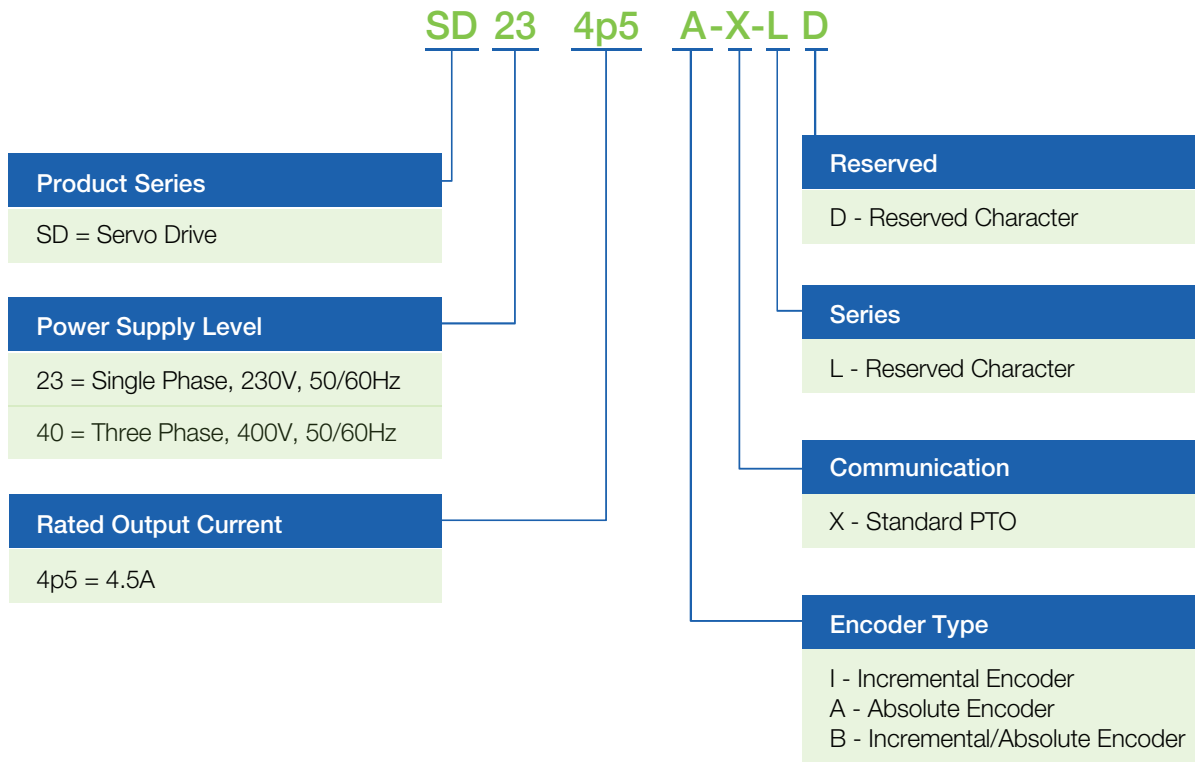 SD 23 4p5 A-X-L D
Product Series
SD = Servo Drive
Power Supply Level
23 = Single Phase, 230V, 50/60Hz
40 = Three Phase, 400V, 50/60Hz
Rated Output Current
4p5 = 4.5A
Reserved
D - Reserved Character
Series
L - Reserved Character
Communication
X - Standard PTO
Encoder Type
I - Incremental Encoder
A - Absolute Encoder
B - Incremental/Absolute Encoder